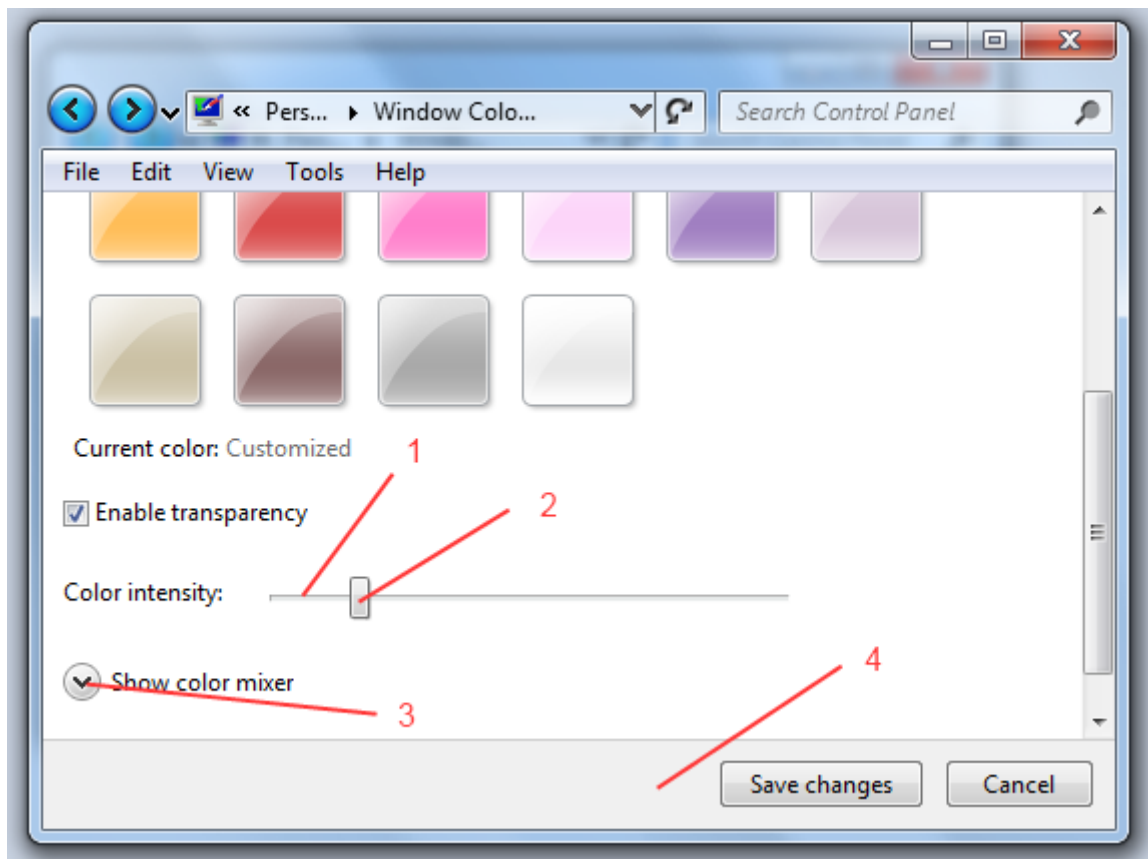 « Pers... Window Colo... Search Control Panel
File Edit View Tools Help
Current color: Customized
1
Enable transparency
2
Color intensity:
Show color mixer
3
4
Save changes Cancel